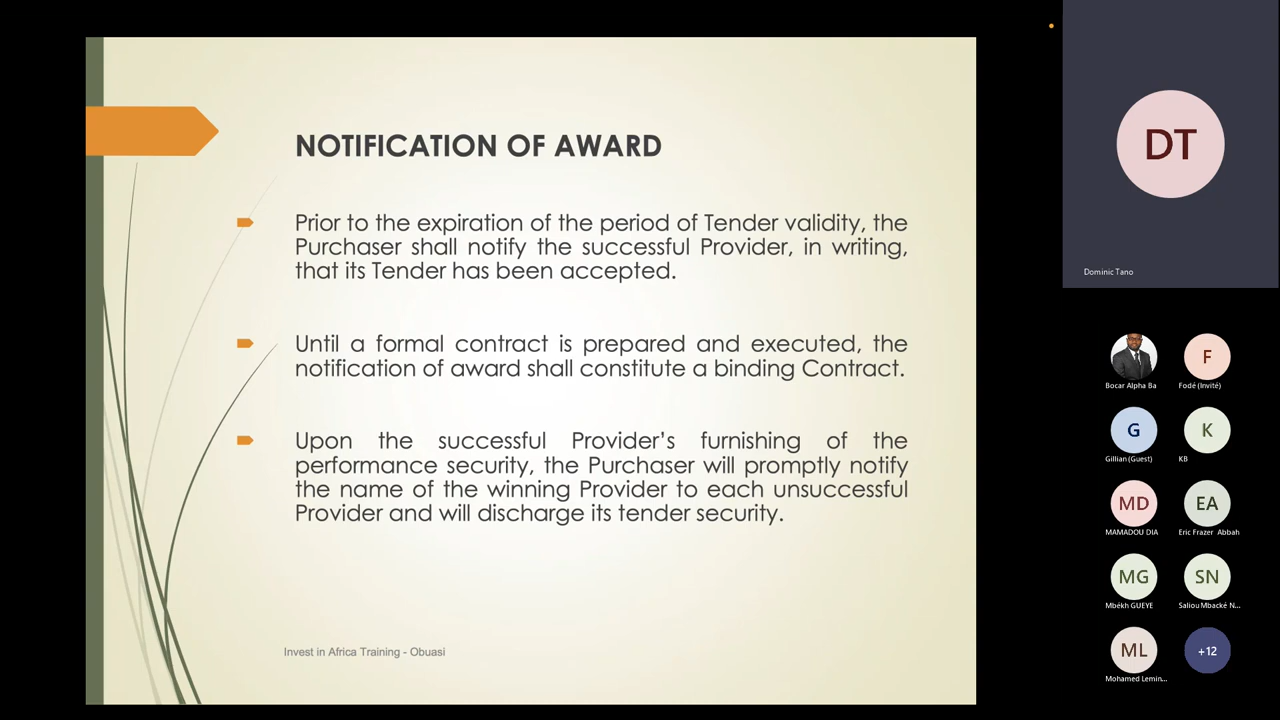 NOTIFICATION OF AWARD
Prior to the expiration of the period of Tender validity, the
Purchaser shall notify the successful Provider, in writing,
that its Tender has been accepted.
Until a formal contract is prepared and executed, the
notification of award shall constitute a binding Contract.
Upon the successful Provider’s furnishing of the
performance security, the Purchaser will promptly notify
the name of the winning Provider to each unsuccessful
Provider and will discharge its tender security.
Invest in Africa Training - Obuasi
DT
Dominic Tano
Bocar Alpha Ba
F
Fodé (Invité)
G
Gillian (Guest)
K
KB
MD
MAMADOU DIA
EA
Eric Frazer Abbah
MG
Mbékh GUEYE
SN
Saliou Mbacké N...
ML
Mohamed Lemin...
+12